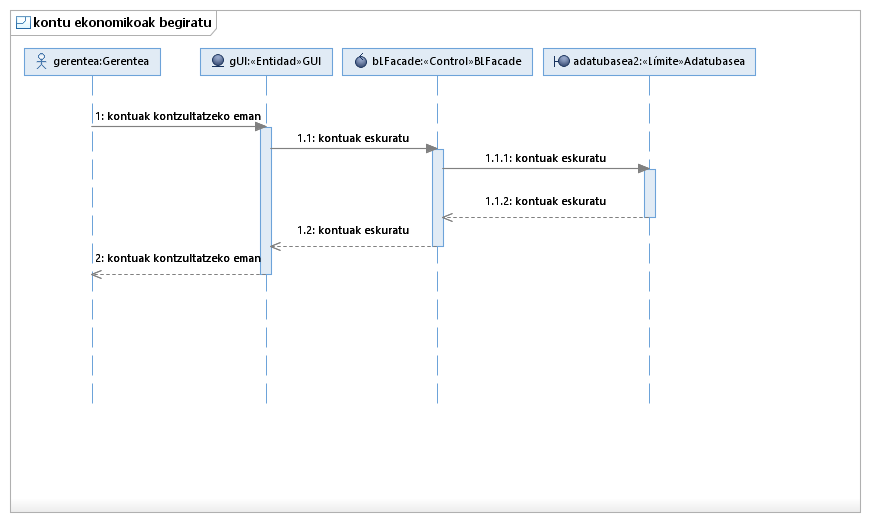 kontu ekonomikoak begiratu
gerentea:Gerentea
gUI:«Entidad»GUI
bLFacade:«Control»BLFacade
adatubasea2:«Límite»Adatubasea
1: kontuak kontzultatzeko eman
1.1: kontuak eskuratu
1.1.1: kontuak eskuratu
1.1.2: kontuak eskuratu
1.2: kontuak eskuratu
2: kontuak kontzultatzeko eman